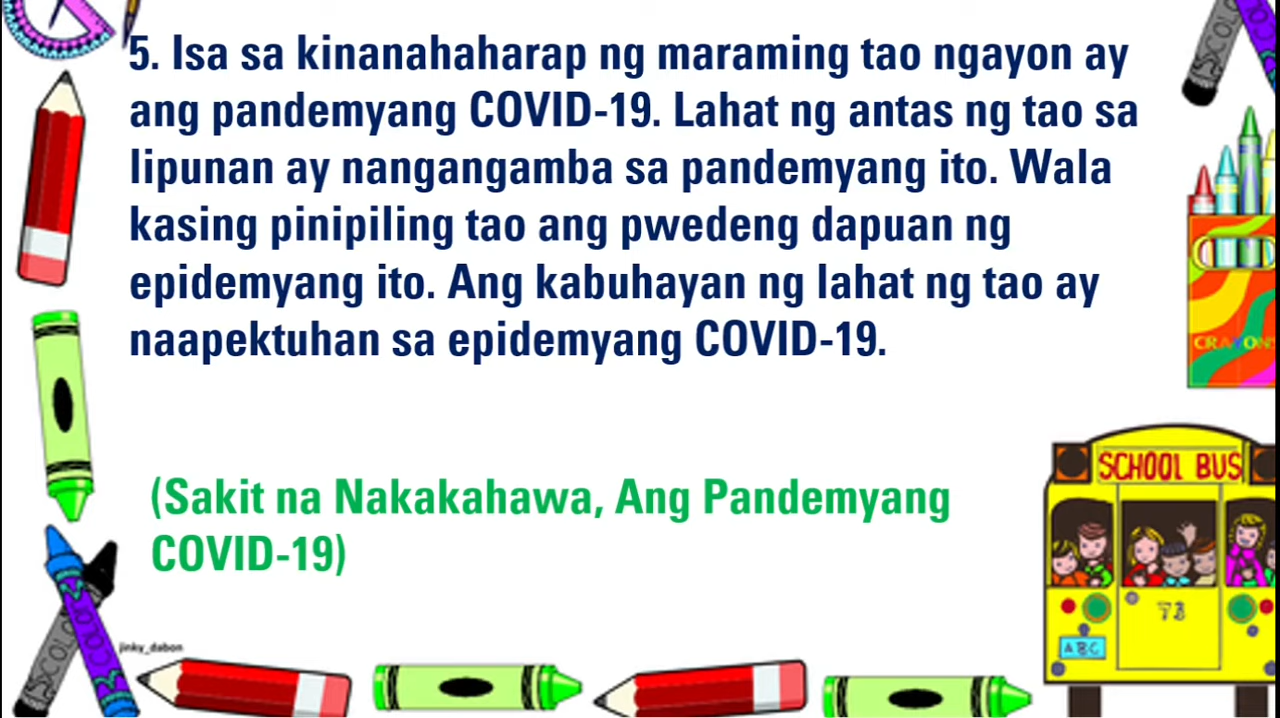 5. Isa sa kinanahaharap ng maraming tao ngayon ay
ang pandemyang COVID-19. Lahat ng antas ng tao sa
lipunan ay nangangamba sa pandemyang ito. Wala
kasing pinipiling tao ang pwedeng dapuan ng
epidemyang ito. Ang kabuhayan ng lahat ng tao ay
naapektuhan sa epidemyang COVID-19.
(Sakit na Nakakahawa, Ang Pandemyang
COVID-19)
CRAYONS
SCHOOL BUS
ABC
jinky_dabon